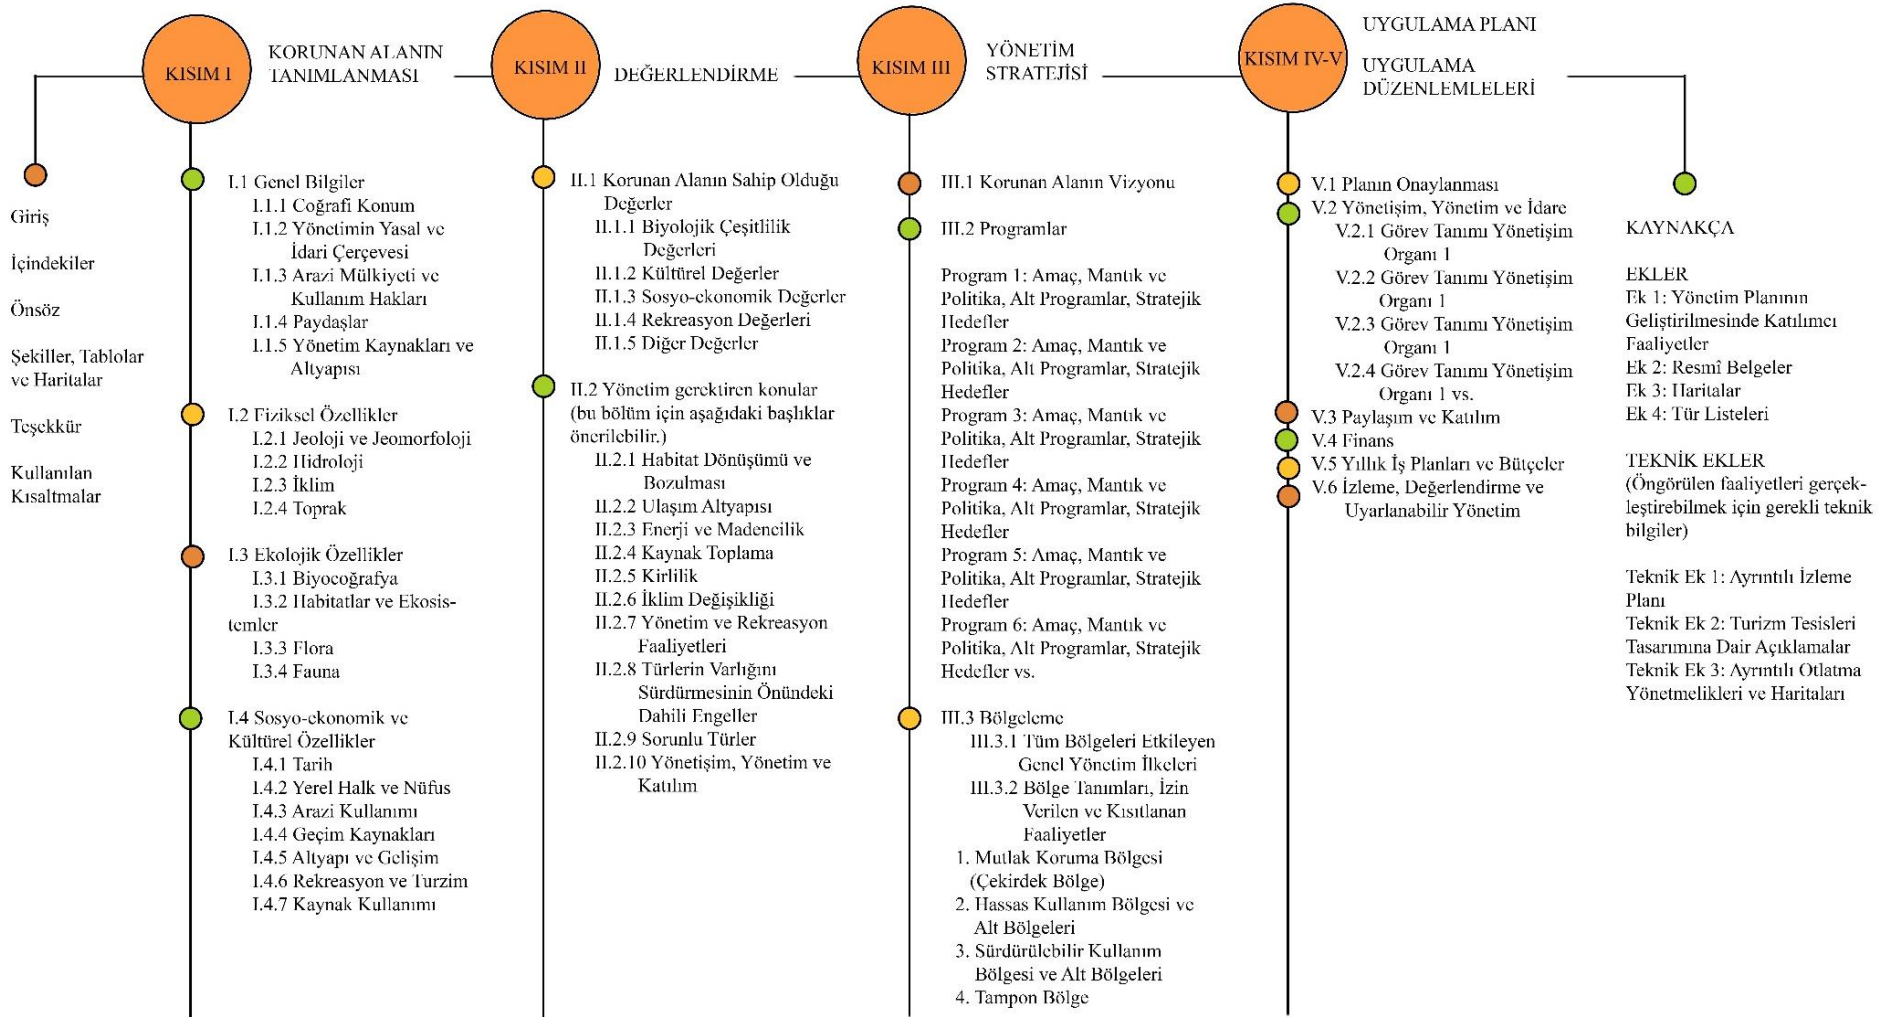 Giriş
İçindekiler
Önsöz
Şekiller, Tablolar
ve Haritalar
Teşekkür
Kullanılan
Kısaltmalar
KISIM I
KORUNAN ALANIN
TANIMLANMASI
I.1 Genel Bilgiler
I.1.1 Coğrafi Konum
I.1.2 Yönetimin Yasal ve
İdari Çerçevesi
I.1.3 Arazi Mülkiyeti ve
Kullanım Hakları
I.1.4 Paydaşlar
I.1.5 Yönetim Kaynakları ve
Altyapısı
I.2 Fiziksel Özellikler
I.2.1 Jeoloji ve Jeomorfoloji
I.2.2 Hidroloji
I.2.3 İklim
I.2.4 Toprak
I.3 Ekolojik Özellikler
I.3.1 Biyocoğrafya
I.3.2 Habitatlar ve Ekosis-
temler
I.3.3 Flora
I.3.4 Fauna
I.4 Sosyo-ekonomik ve
Kültürel Özellikler
I.4.1 Tarih
I.4.2 Yerel Halk ve Nüfus
I.4.3 Arazi Kullanımı
I.4.4 Geçim Kaynakları
I.4.5 Altyapı ve Gelişim
I.4.6 Rekreasyon ve Turzim
I.4.7 Kaynak Kullanımı
KISIM II
DEĞERLENDİRME
II.1 Korunan Alanın Sahip Olduğu
Değerler
II.1.1 Biyolojik Çeşitlilik
Değerleri
II.1.2 Kültürel Değerler
II.1.3 Sosyo-ekonomik Değerler
II.1.4 Rekreasyon Değerleri
II.1.5 Diğer Değerler
II.2 Yönetim gerektiren konular
(bu bölüm için aşağıdaki başlıklar
önerilebilir.)
II.2.1 Habitat Dönüşümü ve
Bozulması
II.2.2 Ulaşım Altyapısı
II.2.3 Enerji ve Madencilik
II.2.4 Kaynak Toplama
II.2.5 Kirlilik
II.2.6 İklim Değişikliği
II.2.7 Yönetim ve Rekreasyon
Faaliyetleri
II.2.8 Türlerin Varlığını
Sürdürmesinin Önündeki
Dahili Engeller
II.2.9 Sorunlu Türler
II.2.10 Yönetişim, Yönetim ve
Katılım
KISIM III
YÖNETİM
STRATEJİSİ
III.1 Korunan Alanın Vizyonu
III.2 Programlar
Program 1: Amaç, Mantık ve
Politika, Alt Programlar, Stratejik
Hedefler
Program 2: Amaç, Mantık ve
Politika, Alt Programlar, Stratejik
Hedefler
Program 3: Amaç, Mantık ve
Politika, Alt Programlar, Stratejik
Hedefler
Program 4: Amaç, Mantık ve
Politika, Alt Programlar, Stratejik
Hedefler
Program 5: Amaç, Mantık ve
Politika, Alt Programlar, Stratejik
Hedefler
Program 6: Amaç, Mantık ve
Politika, Alt Programlar, Stratejik
Hedefler vs.
III.3 Bölgeleme
III.3.1 Tüm Bölgeleri Etkileyen
Genel Yönetim İlkeleri
III.3.2 Bölge Tanımları, İzin
Verilen ve Kısıtlanan
Faaliyetler
1. Mutlak Koruma Bölgesi
(Çekirdek Bölge)
2. Hassas Kullanım Bölgesi ve
Alt Bölgeleri
3. Sürdürülebilir Kullanım
Bölgesi ve Alt Bölgeleri
4. Tampon Bölge
KISIM IV-V
UYGULAMA PLANI
UYGULAMA
DÜZENLEMLELERİ
V.1 Planın Onaylanması
V.2 Yönetişim, Yönetim ve İdare
V.2.1 Görev Tanımı Yönetişim
Organı 1
V.2.2 Görev Tanımı Yönetişim
Organı 1
V.2.3 Görev Tanımı Yönetişim
Organı 1
V.2.4 Görev Tanımı Yönetişim
Organı 1 vs.
V.3 Paylaşım ve Katılım
V.4 Finans
V.5 Yıllık İş Planları ve Bütçeler
V.6 İzleme, Değerlendirme ve
Uyarlanabilir Yönetim
KAYNAKÇA
EKLER
Ek 1: Yönetim Planının
Geliştirilmesinde Katılımcı
Faaliyetler
Ek 2: Resmî Belgeler
Ek 3: Haritalar
Ek 4: Tür Listeleri
TEKNİK EKLER
(Öngörülen faaliyetleri gerçek-
leştirebilmek için gerekli teknik
bilgiler)
Teknik Ek 1: Ayrıntılı İzleme
Planı
Teknik Ek 2: Turizm Tesisleri
Tasarımına Dair Açıklamalar
Teknik Ek 3: Ayrıntılı Otlatma
Yönetmelikleri ve Haritaları